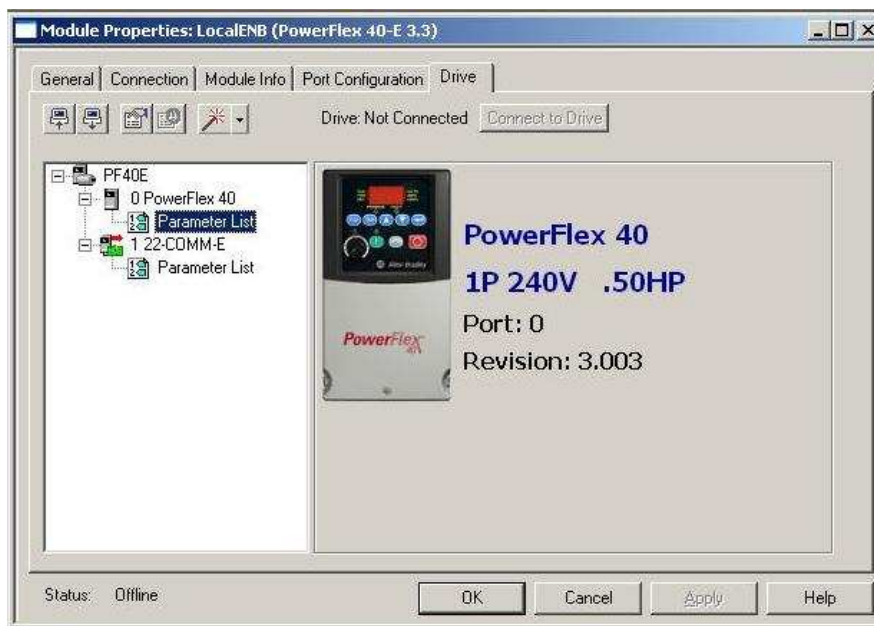 Module Properties: LocalENB (PowerFlex 40-E 3.3)
General Connection Module Info Port Configuration Drive
Drive: Not Connected Connect to Drive
PF40E
0 PowerFlex 40
Parameter List
1 22-COMM-E
Parameter List
Allen-Bradley
PowerFlex
PowerFlex 40
1P 240V .50HP
Port: 0
Revision: 3.003
Status: Offline OK Cancel Apply Help